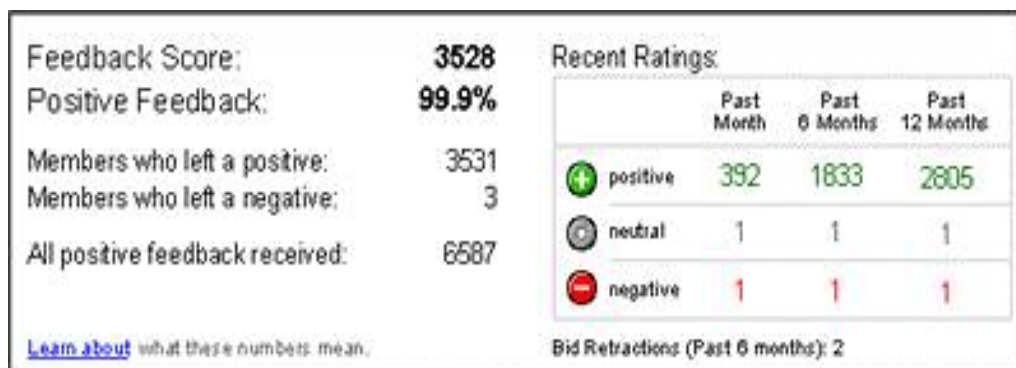 Feedback Score: 3528
Positive Feedback: 99.9%
Members who left a positive: 3531
Members who left a negative: 3
All positive feedback received: 6587
Learn about what these numbers mean.
Recent Ratings:
Past Month Past 6 Months Past 12 Months
positive 392 1833 2805
neutral 1 1 1
negative 1 1 1
Bid Retractions (Past 6 months): 2